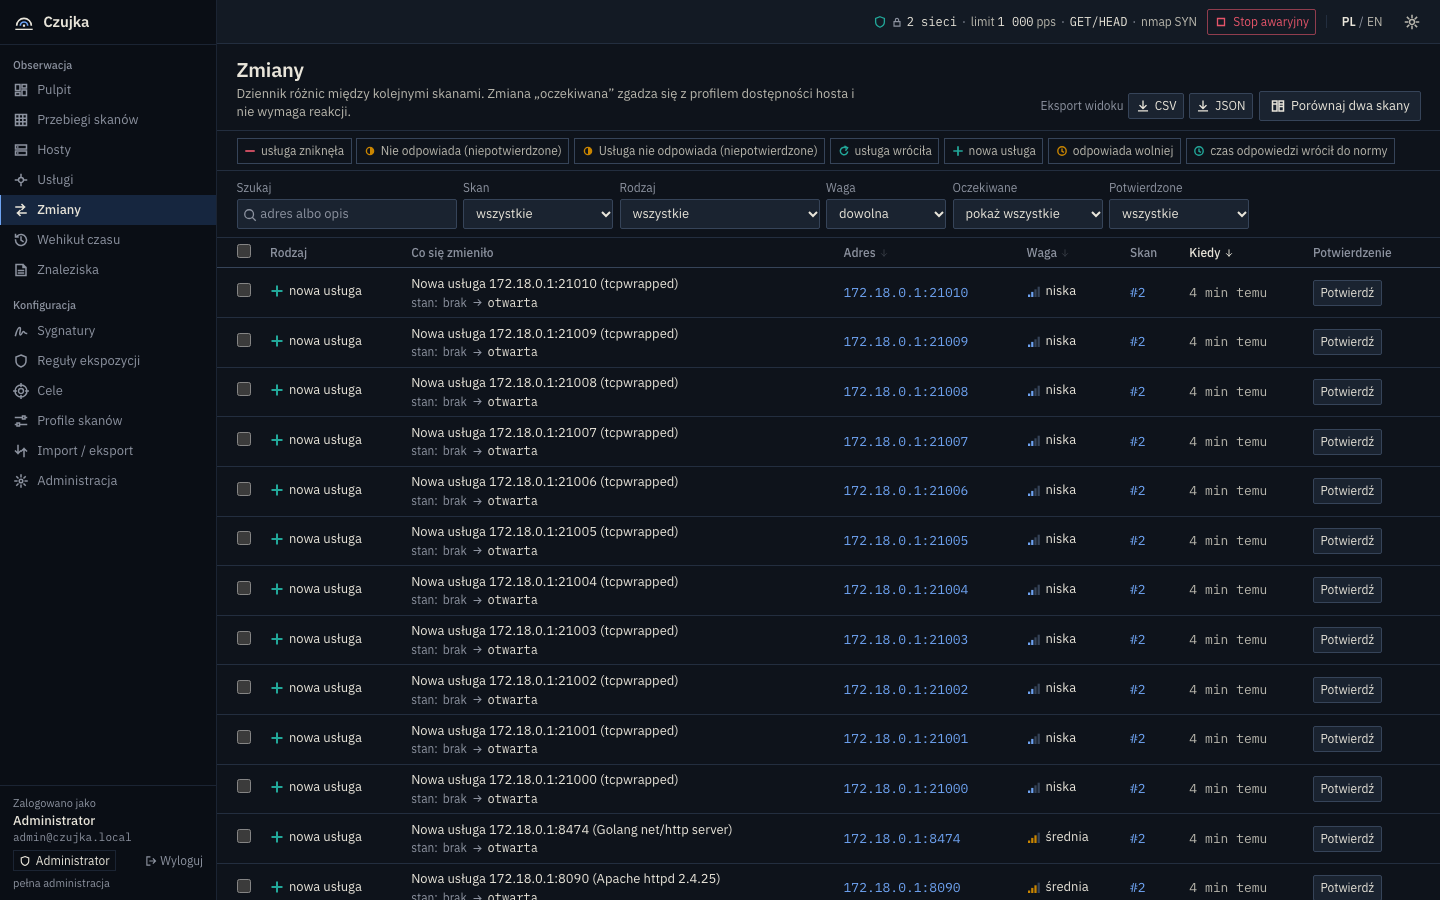 Czujka
2 sieci · limit 1 000 pps · GET/HEAD · nmap SYN
Stop awaryjny
PL / EN
Obserwacja
Pulpit
Przebiegi skanów
Hosty
Usługi
Zmiany
Wehikuł czasu
Znaleziska
Konfiguracja
Sygnatury
Reguły ekspozycji
Cele
Profile skanów
Import / eksport
Administracja
Zalogowano jako
Administrator
admin@czujka.local
Administrator
Wyloguj
pełna administracja
Zmiany
Dziennik różnic między kolejnymi skanami. Zmiana „oczekiwana” zgadza się z profilem dostępności hosta i
nie wymaga reakcji.
Eksport widoku
CSV
JSON
Porównaj dwa skany
usługa zniknęła
Nie odpowiada (niepotwierdzone)
Usługa nie odpowiada (niepotwierdzone)
usługa wróciła
nowa usługa
odpowiada wolniej
czas odpowiedzi wrócił do normy
Szukaj Skan Rodzaj Waga Oczekiwane Potwierdzone
adres albo opis wszystkie wszystkie dowolna pokaż wszystkie wszystkie
Rodzaj Co się zmieniło Adres ↓ Waga ↓ Skan Kiedy ↓ Potwierdzenie
nowa usługa Nowa usługa 172.18.0.1:21010 (tcpwrapped) 172.18.0.1:21010 niska #2 4 min temu Potwierdź
stan: brak → otwarta
nowa usługa Nowa usługa 172.18.0.1:21009 (tcpwrapped) 172.18.0.1:21009 niska #2 4 min temu Potwierdź
stan: brak → otwarta
nowa usługa Nowa usługa 172.18.0.1:21008 (tcpwrapped) 172.18.0.1:21008 niska #2 4 min temu Potwierdź
stan: brak → otwarta
nowa usługa Nowa usługa 172.18.0.1:21007 (tcpwrapped) 172.18.0.1:21007 niska #2 4 min temu Potwierdź
stan: brak → otwarta
nowa usługa Nowa usługa 172.18.0.1:21006 (tcpwrapped) 172.18.0.1:21006 niska #2 4 min temu Potwierdź
stan: brak → otwarta
nowa usługa Nowa usługa 172.18.0.1:21005 (tcpwrapped) 172.18.0.1:21005 niska #2 4 min temu Potwierdź
stan: brak → otwarta
nowa usługa Nowa usługa 172.18.0.1:21004 (tcpwrapped) 172.18.0.1:21004 niska #2 4 min temu Potwierdź
stan: brak → otwarta
nowa usługa Nowa usługa 172.18.0.1:21003 (tcpwrapped) 172.18.0.1:21003 niska #2 4 min temu Potwierdź
stan: brak → otwarta
nowa usługa Nowa usługa 172.18.0.1:21002 (tcpwrapped) 172.18.0.1:21002 niska #2 4 min temu Potwierdź
stan: brak → otwarta
nowa usługa Nowa usługa 172.18.0.1:21001 (tcpwrapped) 172.18.0.1:21001 niska #2 4 min temu Potwierdź
stan: brak → otwarta
nowa usługa Nowa usługa 172.18.0.1:21000 (tcpwrapped) 172.18.0.1:21000 niska #2 4 min temu Potwierdź
stan: brak → otwarta
nowa usługa Nowa usługa 172.18.0.1:8474 (Golang net/http server) 172.18.0.1:8474 średnia #2 4 min temu Potwierdź
stan: brak → otwarta
nowa usługa Nowa usługa 172.18.0.1:8090 (Apache httpd 2.4.25) 172.18.0.1:8090 średnia #2 4 min temu Potwierdź
stan: brak → otwarta